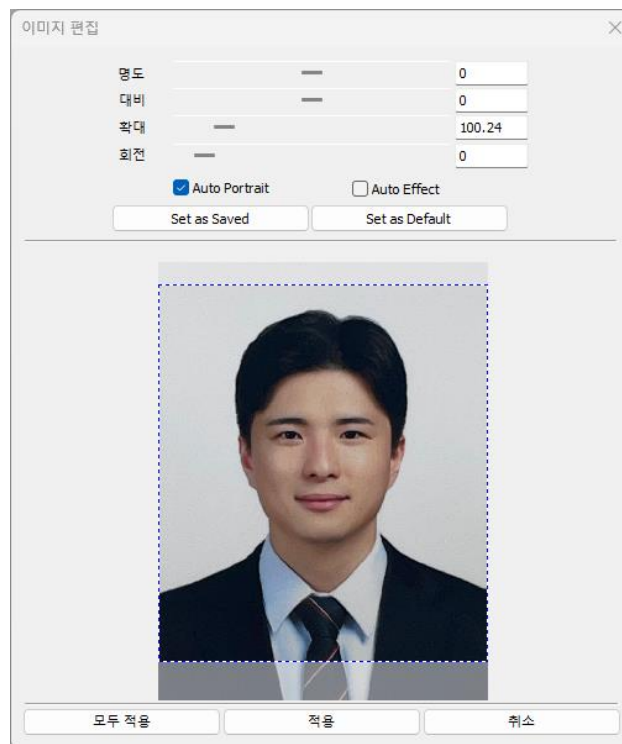 이미지 편집
명도 0
대비 0
확대 100.24
회전 0
Auto Portrait Auto Effect
Set as Saved Set as Default
모두 적용 적용 취소